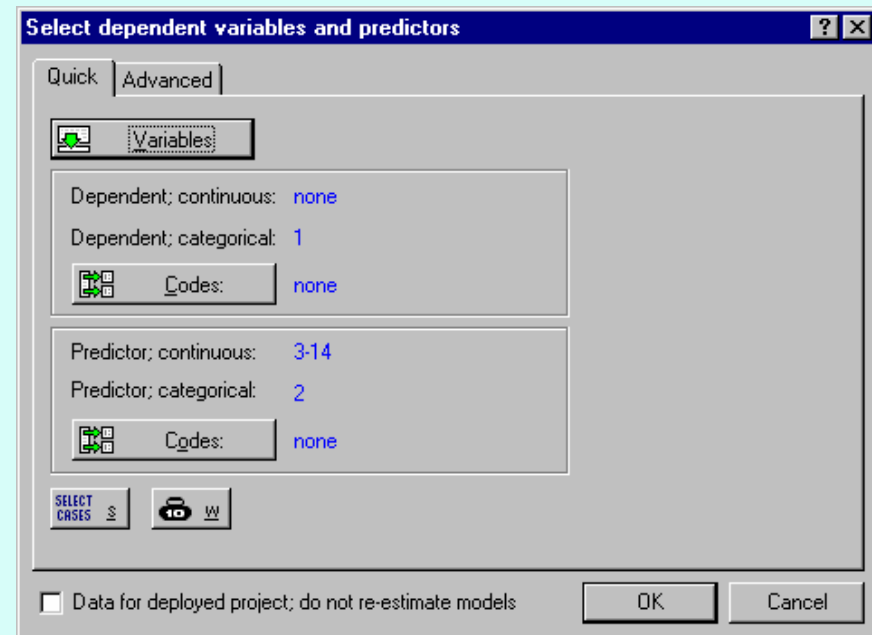 Select dependent variables and predictors
Quick Advanced
Variables
Dependent; continuous: none
Dependent; categorical: 1
Codes: none
Predictor; continuous: 3-14
Predictor; categorical: 2
Codes: none
SELECT
CASES S 10 W
Data for deployed project; do not re-estimate models OK Cancel